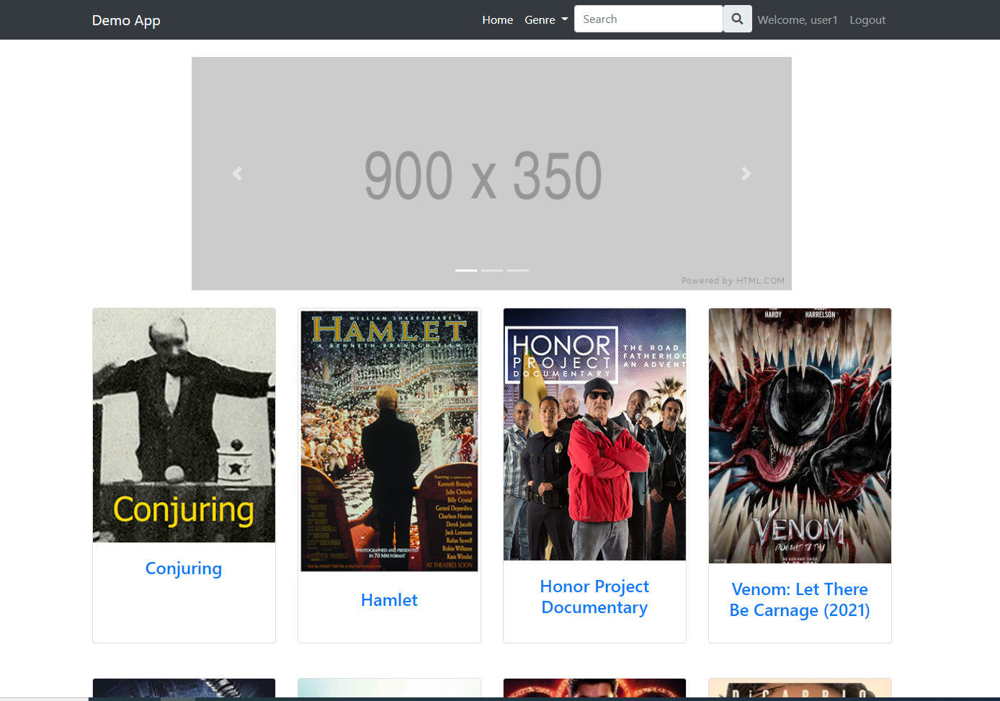 Demo App
Home
Genre
Search
Welcome, user1
Logout
900 x 350
Powered by HTML.COM
Conjuring
Conjuring
WILLIAM SHAKESPEARE'S
HAMLET
A KENNETH BRANAGH FILM
Kenneth Branagh
Julie Christie
Billy Crystal
Gerard Depardieu
Charlton Heston
Derek Jacobi
Jack Lemmon
Rufus Sewell
Robin Williams
Kate Winslet
PHOTOGRAPHED AND PRESENTED
IN 70 MM FORMAT
AT THEATRES SOON
Hamlet
HONOR
PROJECT
DOCUMENTARY
THE ROAD
FATHERHOO
AN ADVENT
Honor Project
Documentary
HARDY
HARRELSON
VENOM
Venom: Let There
Be Carnage (2021)
DiCAPRIO